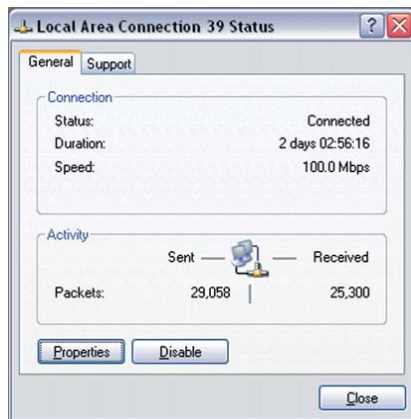 Local Area Connection 39 Status
General Support
Connection
Status: Connected
Duration: 2 days 02:56:16
Speed: 100.0 Mbps
Activity
Sent — — Received
Packets: 29,058 | 25,300
Properties Disable
Close